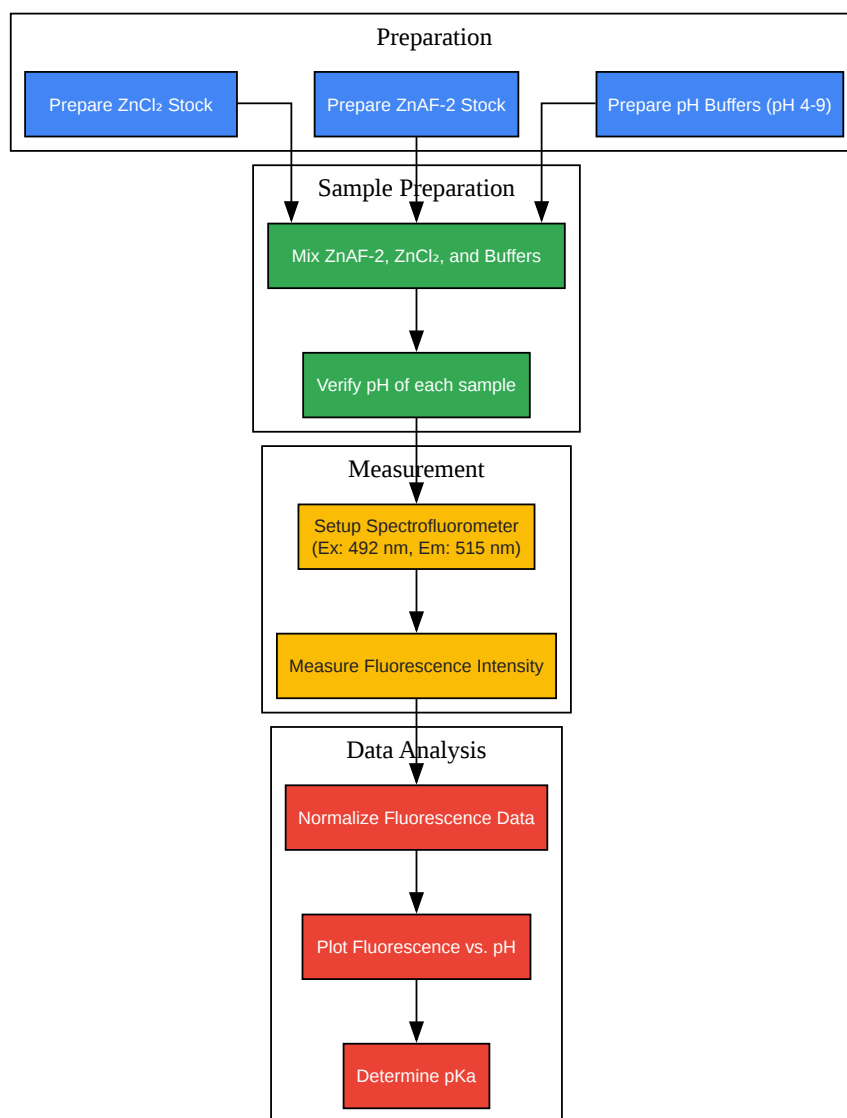 Preparation
Prepare ZnCl₂ Stock
Prepare ZnAF-2 Stock
Prepare pH Buffers (pH 4-9)
Sample Preparation
Mix ZnAF-2, ZnCl₂, and Buffers
Verify pH of each sample
Measurement
Setup Spectrofluorometer
(Ex: 492 nm, Em: 515 nm)
Measure Fluorescence Intensity
Data Analysis
Normalize Fluorescence Data
Plot Fluorescence vs. pH
Determine pKa